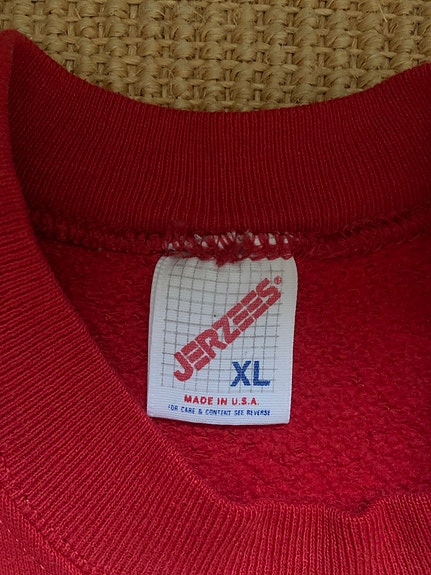 JERZEES®
XL
MADE IN U.S.A.
FOR CARE & CONTENT SEE REVERSE